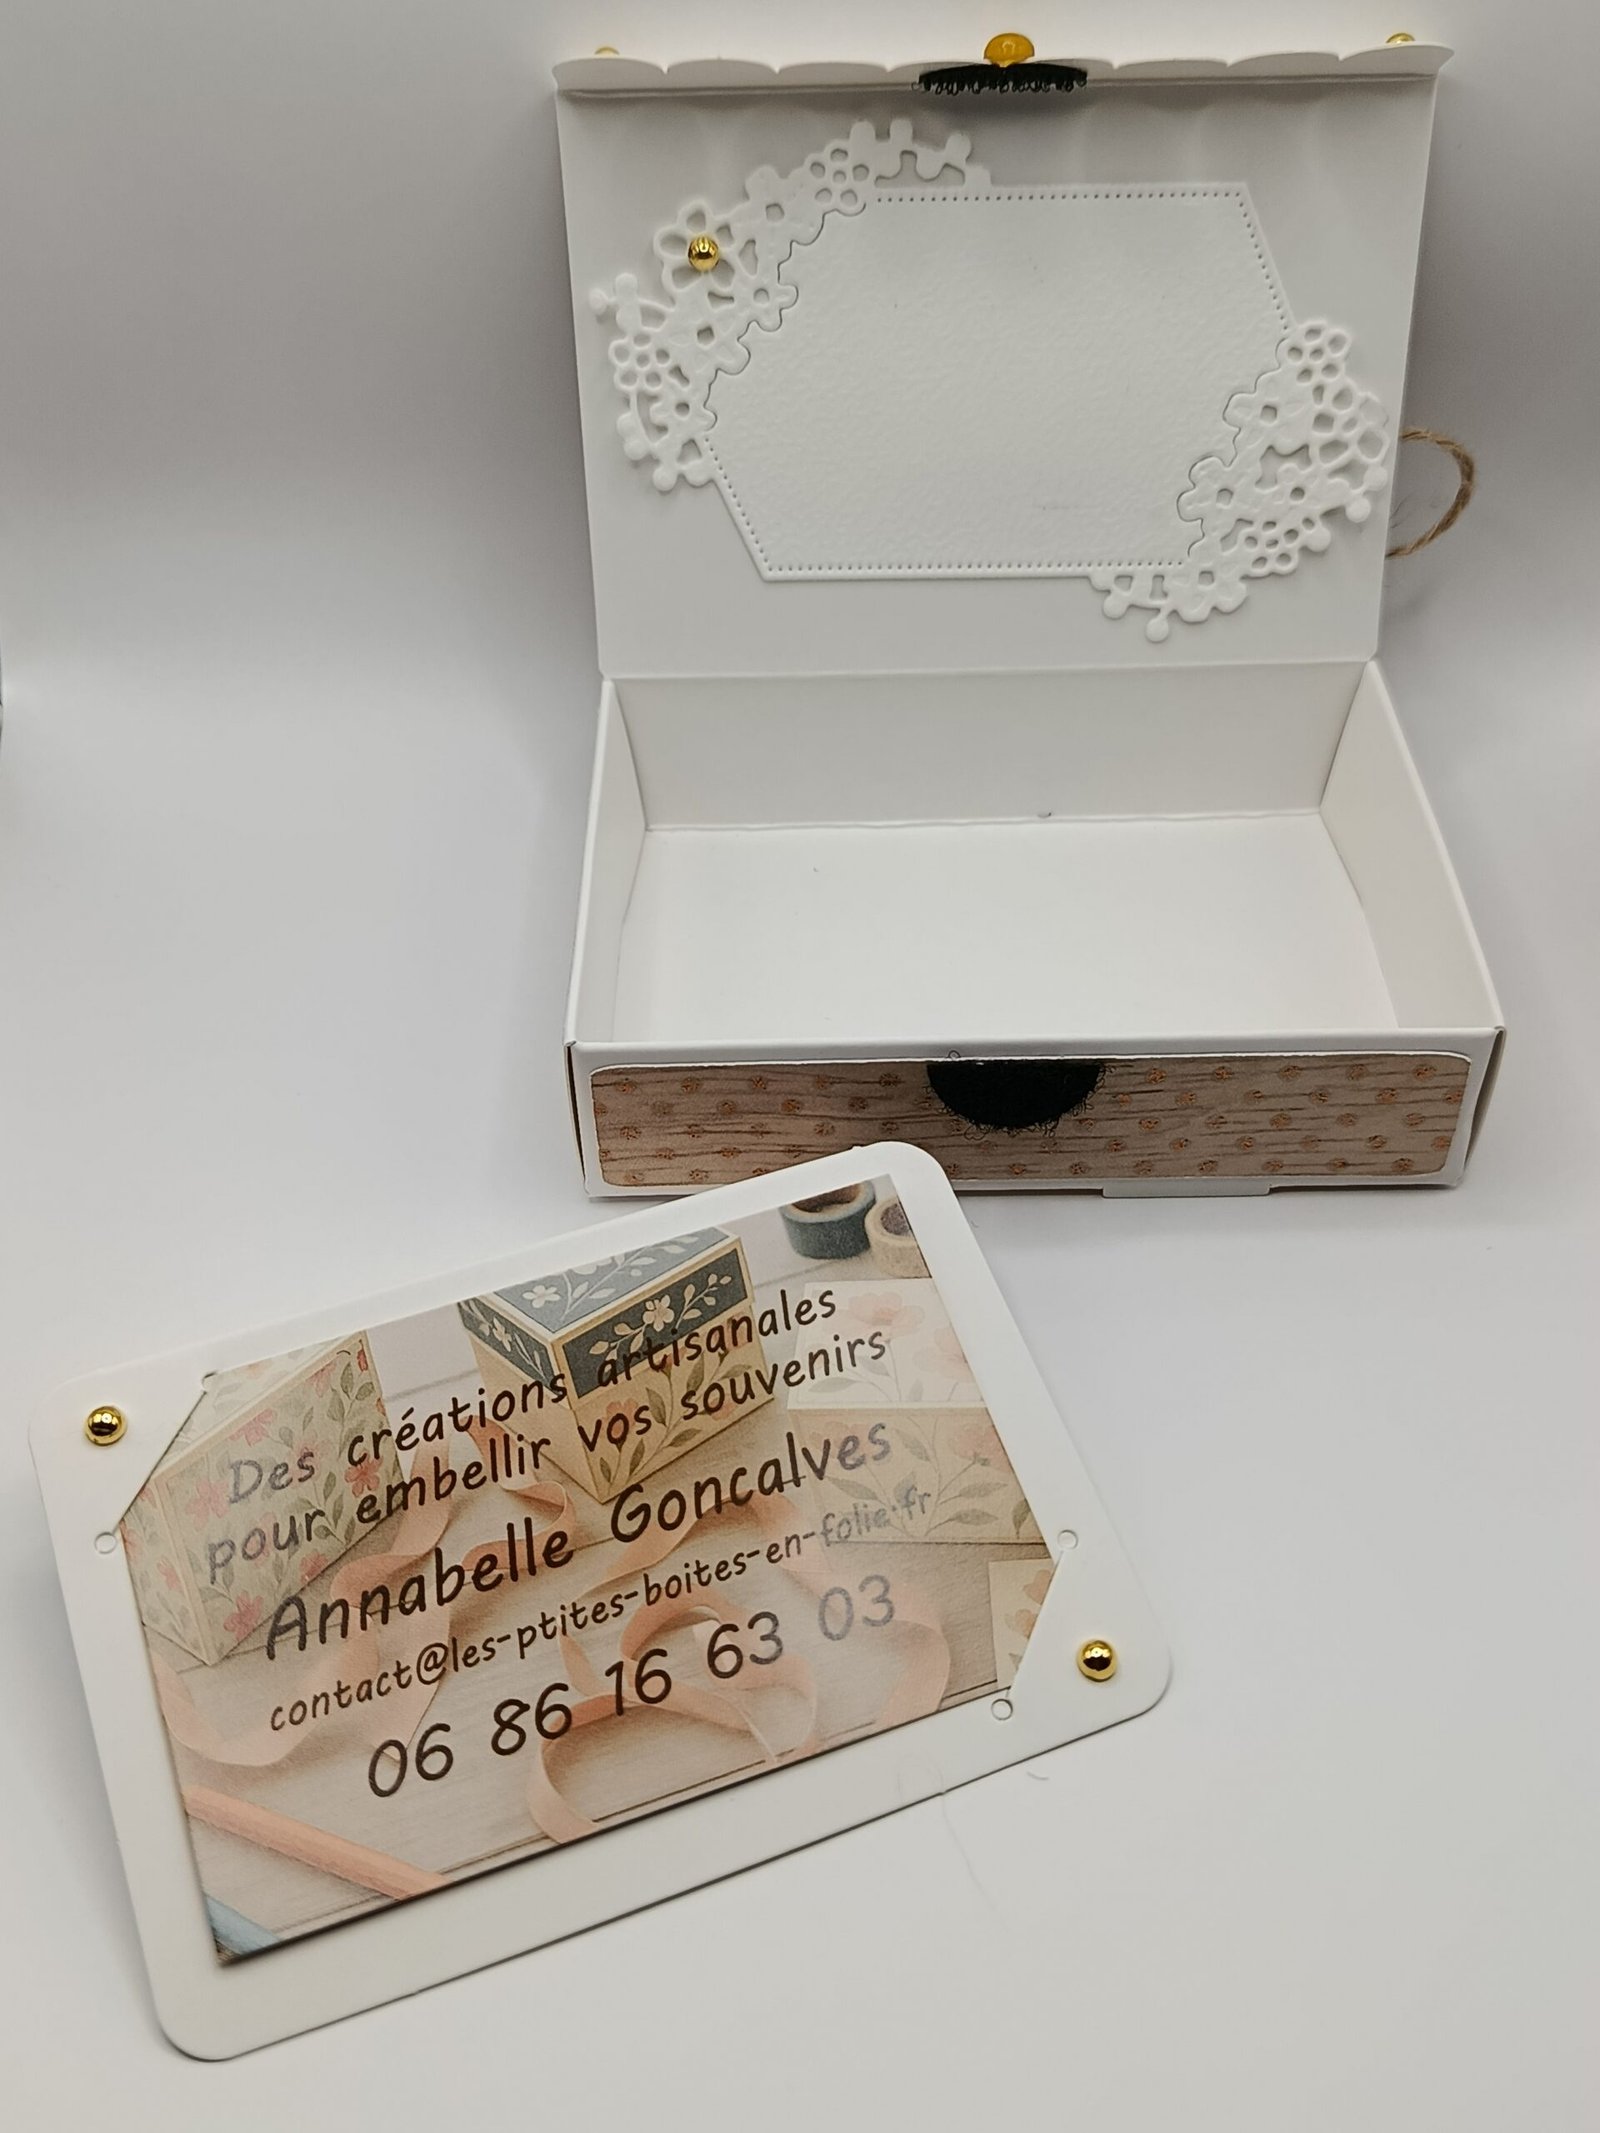 Des créations artisanales
pour embellir vos souvenirs
Annabelle Goncalves
contact@les-ptites-boites-en-folie.fr
06 86 16 63 03